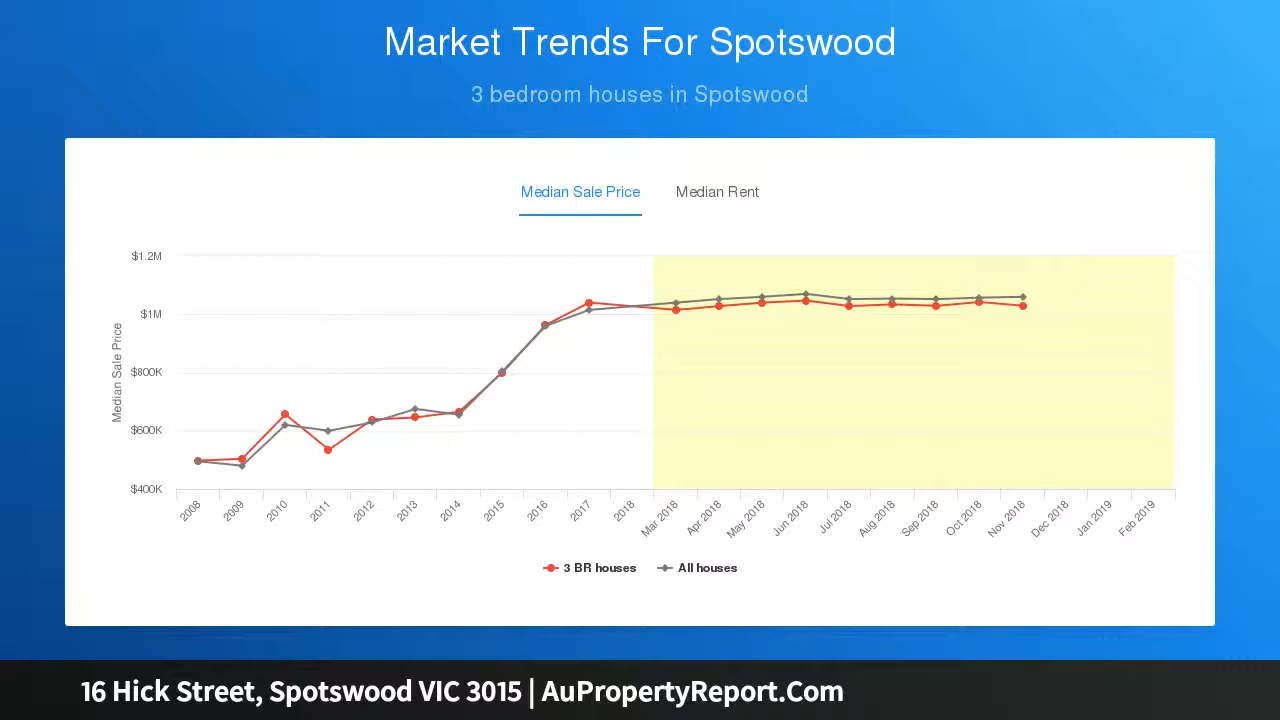 Market Trends For Spotswood
3 bedroom houses in Spotswood
Median Sale Price Median Rent
Median Sale Price
$1.2M
$1M
$800K
$600K
$400K
2008 2009 2010 2011 2012 2013 2014 2015 2016 2017 2018 Mar 2018 Apr 2018 May 2018 Jun 2018 Jul 2018 Aug 2018 Sep 2018 Oct 2018 Nov 2018 Dec 2018 Jan 2019 Feb 2019
3 BR houses All houses
16 Hick Street, Spotswood VIC 3015 | AuPropertyReport.Com